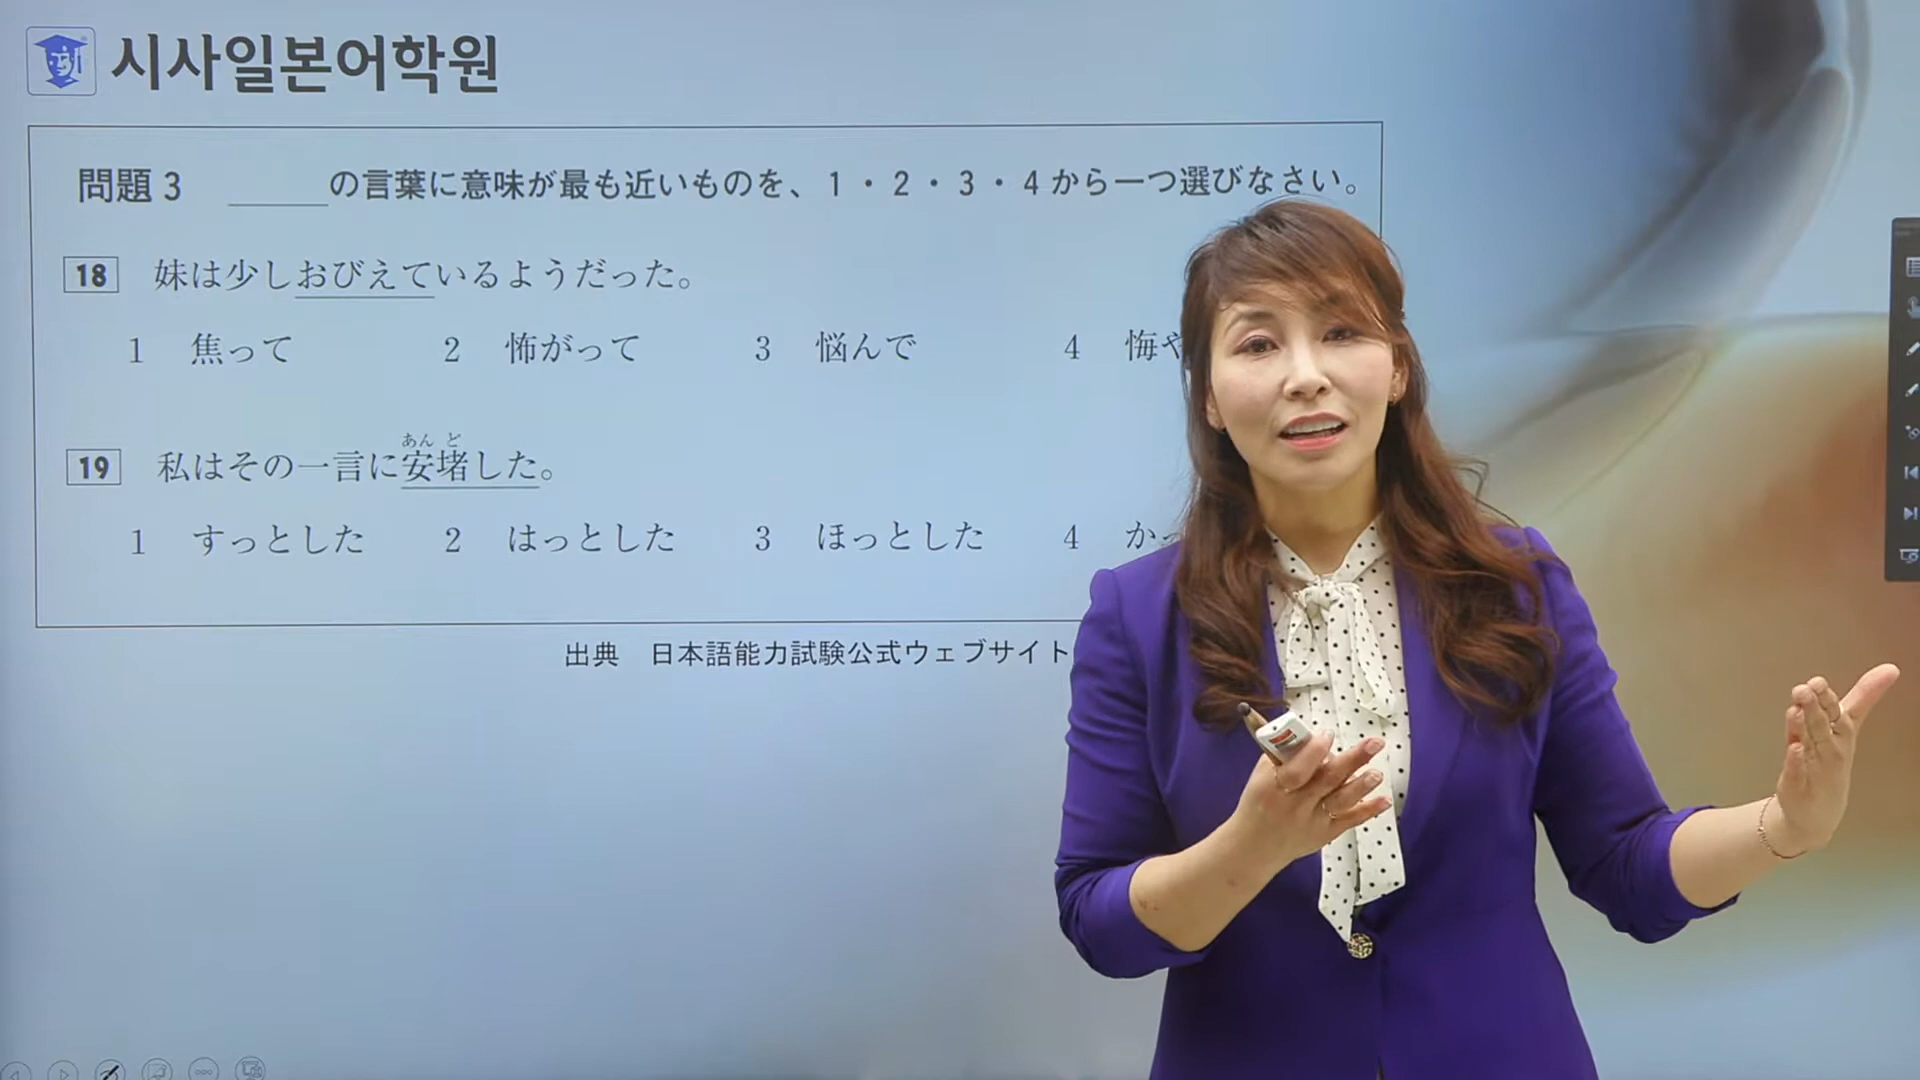 시사일본어학원
問題3 ＿＿＿の言葉に意味が最も近いものを、1・2・3・4から一つ選びなさい。
18 妹は少しおびえているようだった。
1 焦って 2 怖がって 3 悩んで 4 悔や
あん ど
19 私はその一言に安堵した。
1 すっとした 2 はっとした 3 ほっとした 4 かっ
出典 日本語能力試験公式ウェブサイト